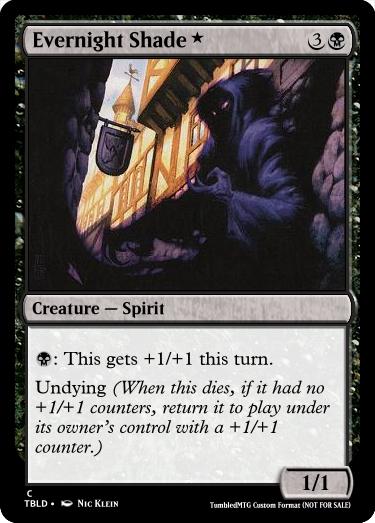 Evernight Shade ★ 3
Creature — Spirit
: This gets +1/+1 this turn.
Undying (When this dies, if it had no
+1/+1 counters, return it to play under
its owner's control with a +1/+1
counter.)
1/1
C
TBLD • Nic Klein
TumbledMTG Custom Format (NOT FOR SALE)